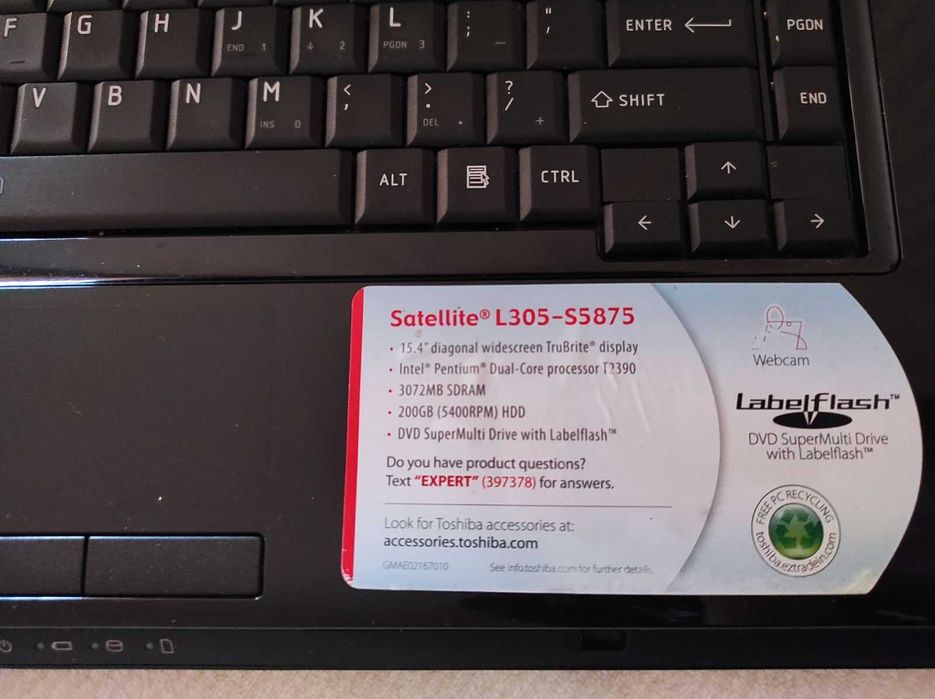 F G H J K L : ; " ' ENTER PGDN
END 1 2 PGDN 3
V B N M < , > . ? / SHIFT END
INS 0 DEL . +
ALT CTRL
Satellite® L305-S5875
• 15.4" diagonal widescreen TruBrite® display
• Intel® Pentium® Dual-Core processor T2390
• 3072MB SDRAM
• 200GB (5400RPM) HDD
• DVD SuperMulti Drive with Labelflash™
Do you have product questions?
Text "EXPERT" (397378) for answers.
Look for Toshiba accessories at:
accessories.toshiba.com
GMAE02167010 See info.toshiba.com for further details.
Webcam
Labelflash™
DVD SuperMulti Drive
with Labelflash™
FREE PC RECYCLING
toshiba.eztradein.com